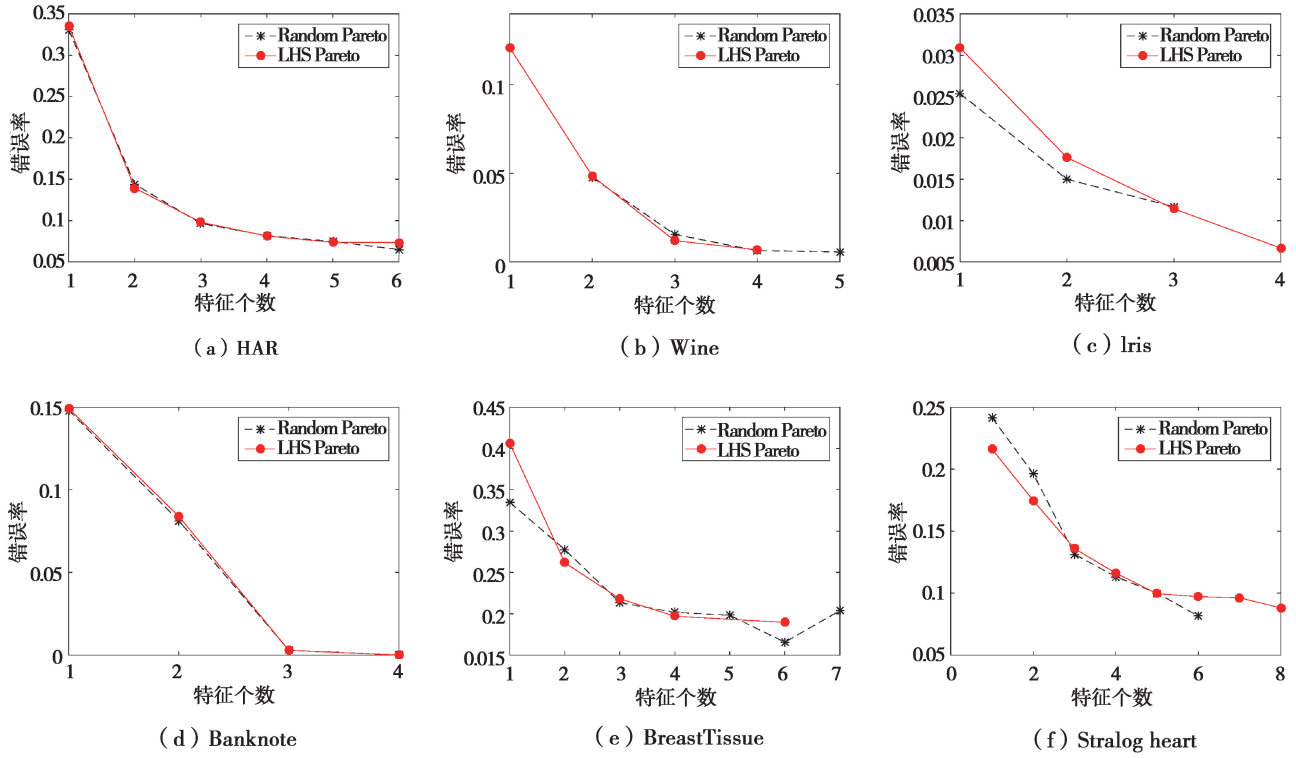 0.35
0.3
0.25
0.2
0.15
0.1
0.05
错误率
Random Pareto
LHS Pareto
1 2 3 4 5 6
特征个数
(a) HAR
0.1
0.05
0
错误率
Random Pareto
LHS Pareto
1 2 3 4 5
特征个数
(b) Wine
0.035
0.03
0.025
0.02
0.015
0.01
0.005
错误率
Random Pareto
LHS Pareto
1 2 3 4
特征个数
(c) lris
0.15
0.1
0.05
0
错误率
Random Pareto
LHS Pareto
1 2 3 4
特征个数
(d) Banknote
0.45
0.4
0.35
0.3
0.25
0.2
0.015
错误率
Random Pareto
LHS Pareto
1 2 3 4 5 6 7
特征个数
(e) BreastTissue
0.25
0.2
0.15
0.1
0.05
错误率
Random Pareto
LHS Pareto
0 2 4 6 8
特征个数
(f) Stralog heart